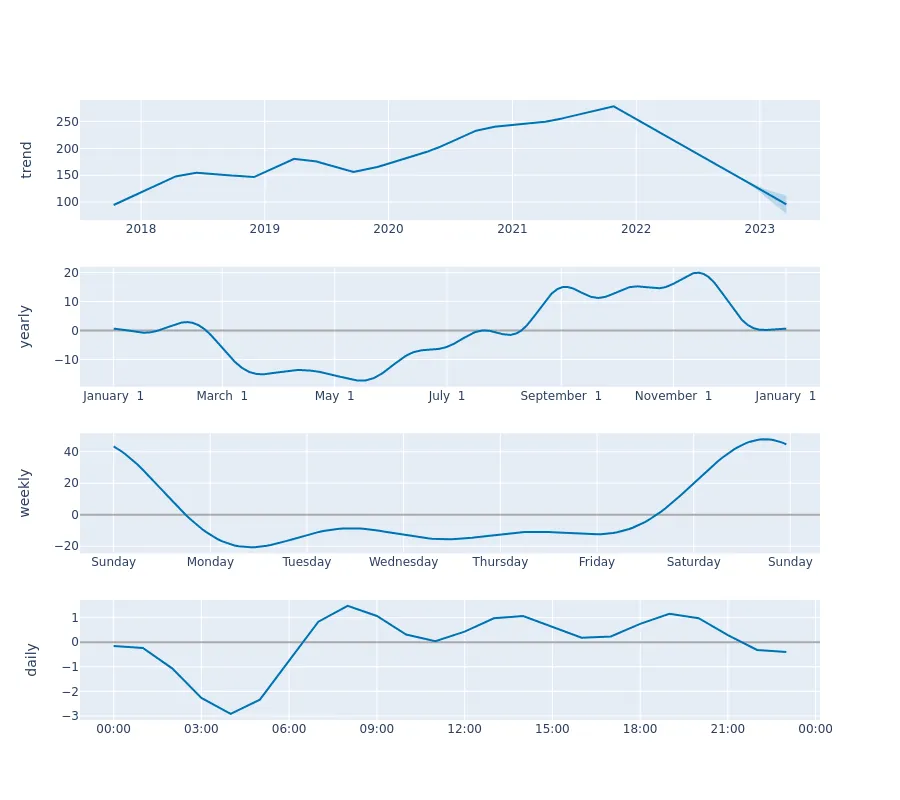 trend
250
200
150
100
2018 2019 2020 2021 2022 2023
yearly
20
10
0
−10
January 1 March 1 May 1 July 1 September 1 November 1 January 1
weekly
40
20
0
−20
Sunday Monday Tuesday Wednesday Thursday Friday Saturday Sunday
daily
1
0
−1
−2
−3
00:00 03:00 06:00 09:00 12:00 15:00 18:00 21:00 00:00